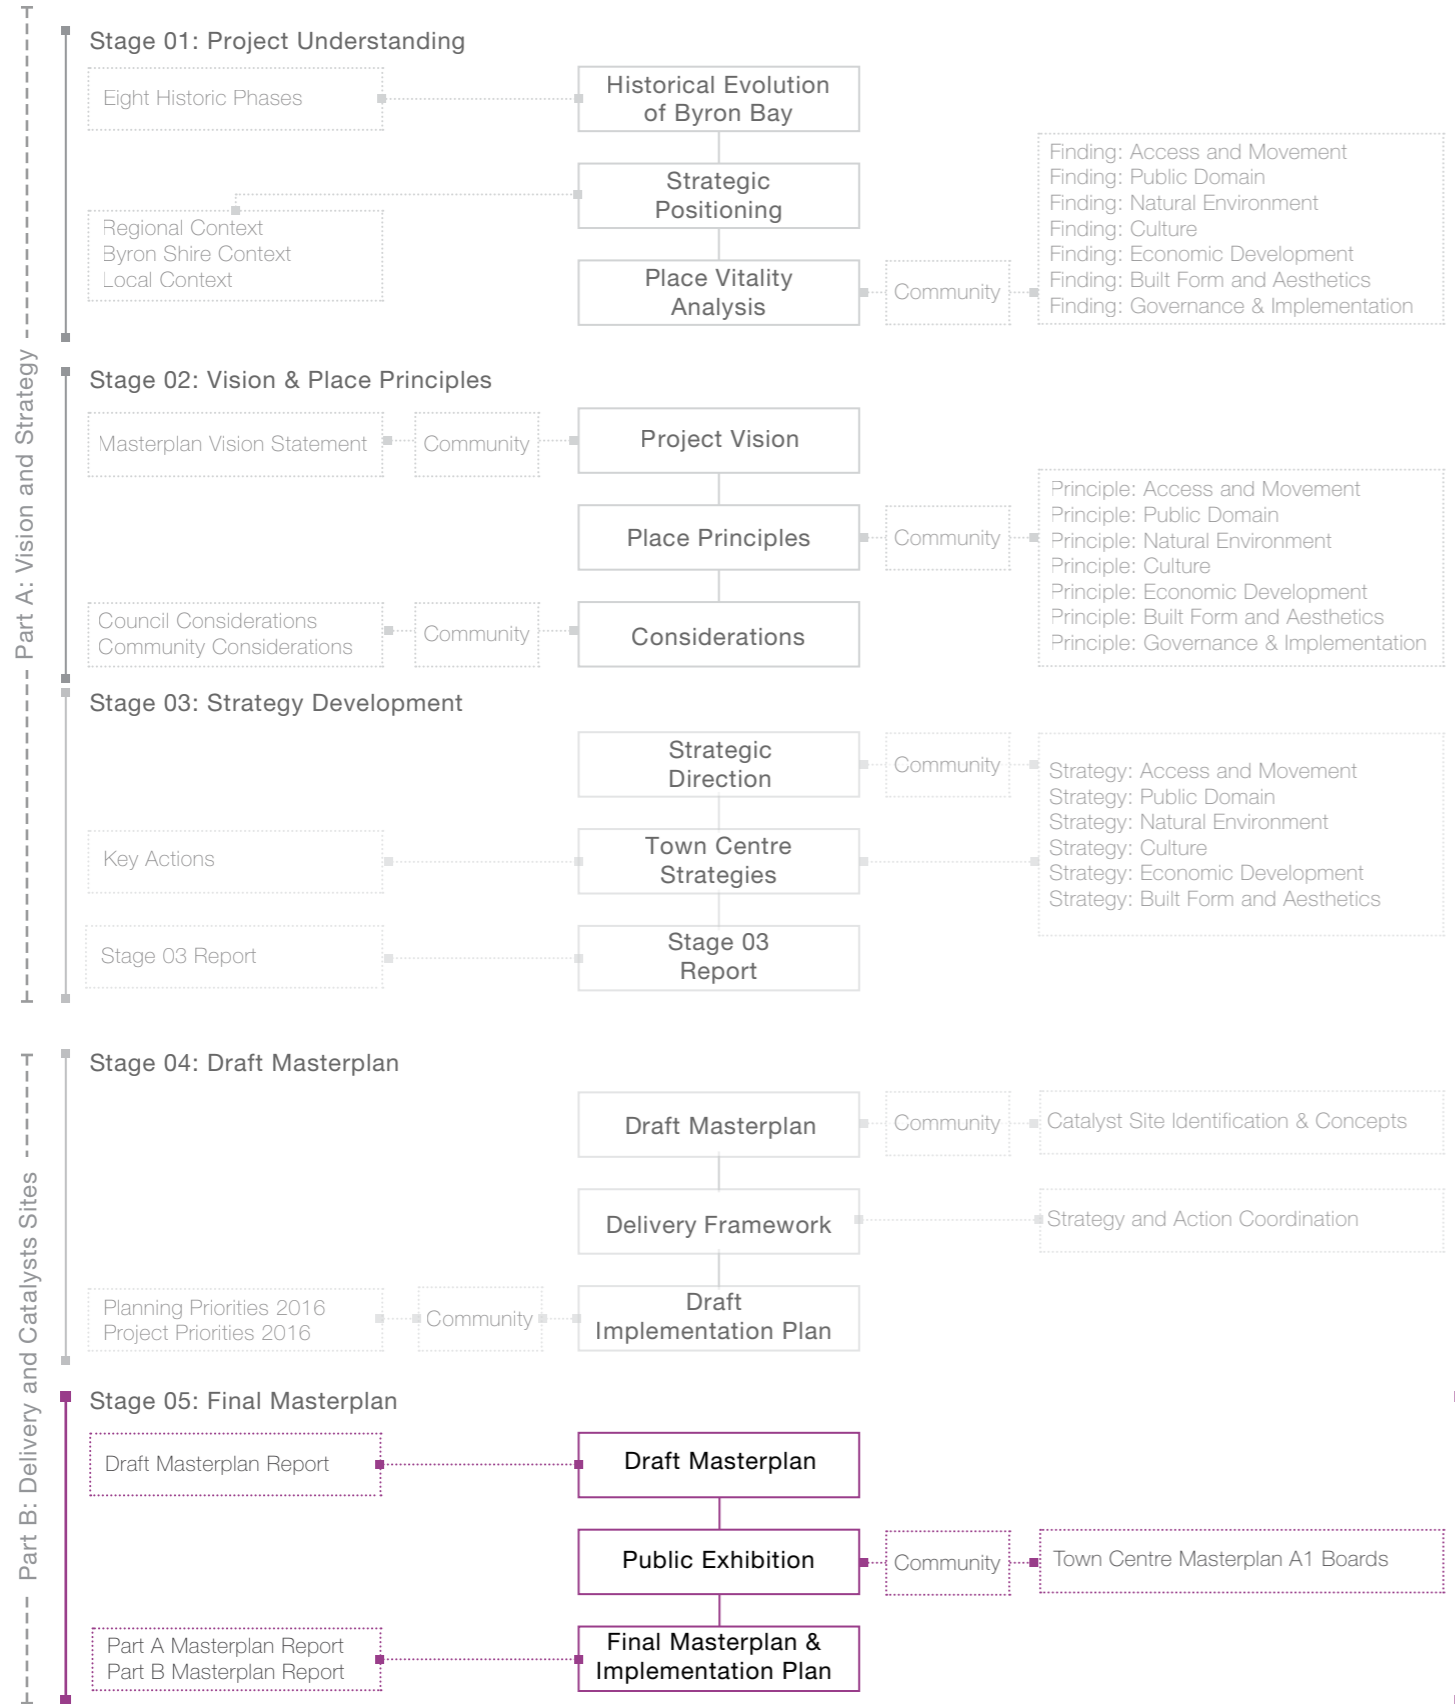 Part A: Vision and Strategy
Stage 01: Project Understanding
Eight Historic Phases
Historical Evolution
of Byron Bay
Strategic
Positioning
Regional Context
Byron Shire Context
Local Context
Place Vitality
Analysis
Community
Finding: Access and Movement
Finding: Public Domain
Finding: Natural Environment
Finding: Culture
Finding: Economic Development
Finding: Built Form and Aesthetics
Finding: Governance & Implementation
Stage 02: Vision & Place Principles
Masterplan Vision Statement
Community
Project Vision
Place Principles
Community
Principle: Access and Movement
Principle: Public Domain
Principle: Natural Environment
Principle: Culture
Principle: Economic Development
Principle: Built Form and Aesthetics
Principle: Governance & Implementation
Council Considerations
Community Considerations
Community
Considerations
Stage 03: Strategy Development
Strategic
Direction
Community
Strategy: Access and Movement
Strategy: Public Domain
Strategy: Natural Environment
Strategy: Culture
Strategy: Economic Development
Strategy: Built Form and Aesthetics
Key Actions
Town Centre
Strategies
Stage 03 Report
Stage 03
Report
Part B: Delivery and Catalysts Sites
Stage 04: Draft Masterplan
Draft Masterplan
Community
Catalyst Site Identification & Concepts
Delivery Framework
Strategy and Action Coordination
Planning Priorities 2016
Project Priorities 2016
Community
Draft
Implementation Plan
Stage 05: Final Masterplan
Draft Masterplan Report
Draft Masterplan
Public Exhibition
Community
Town Centre Masterplan A1 Boards
Part A Masterplan Report
Part B Masterplan Report
Final Masterplan &
Implementation Plan